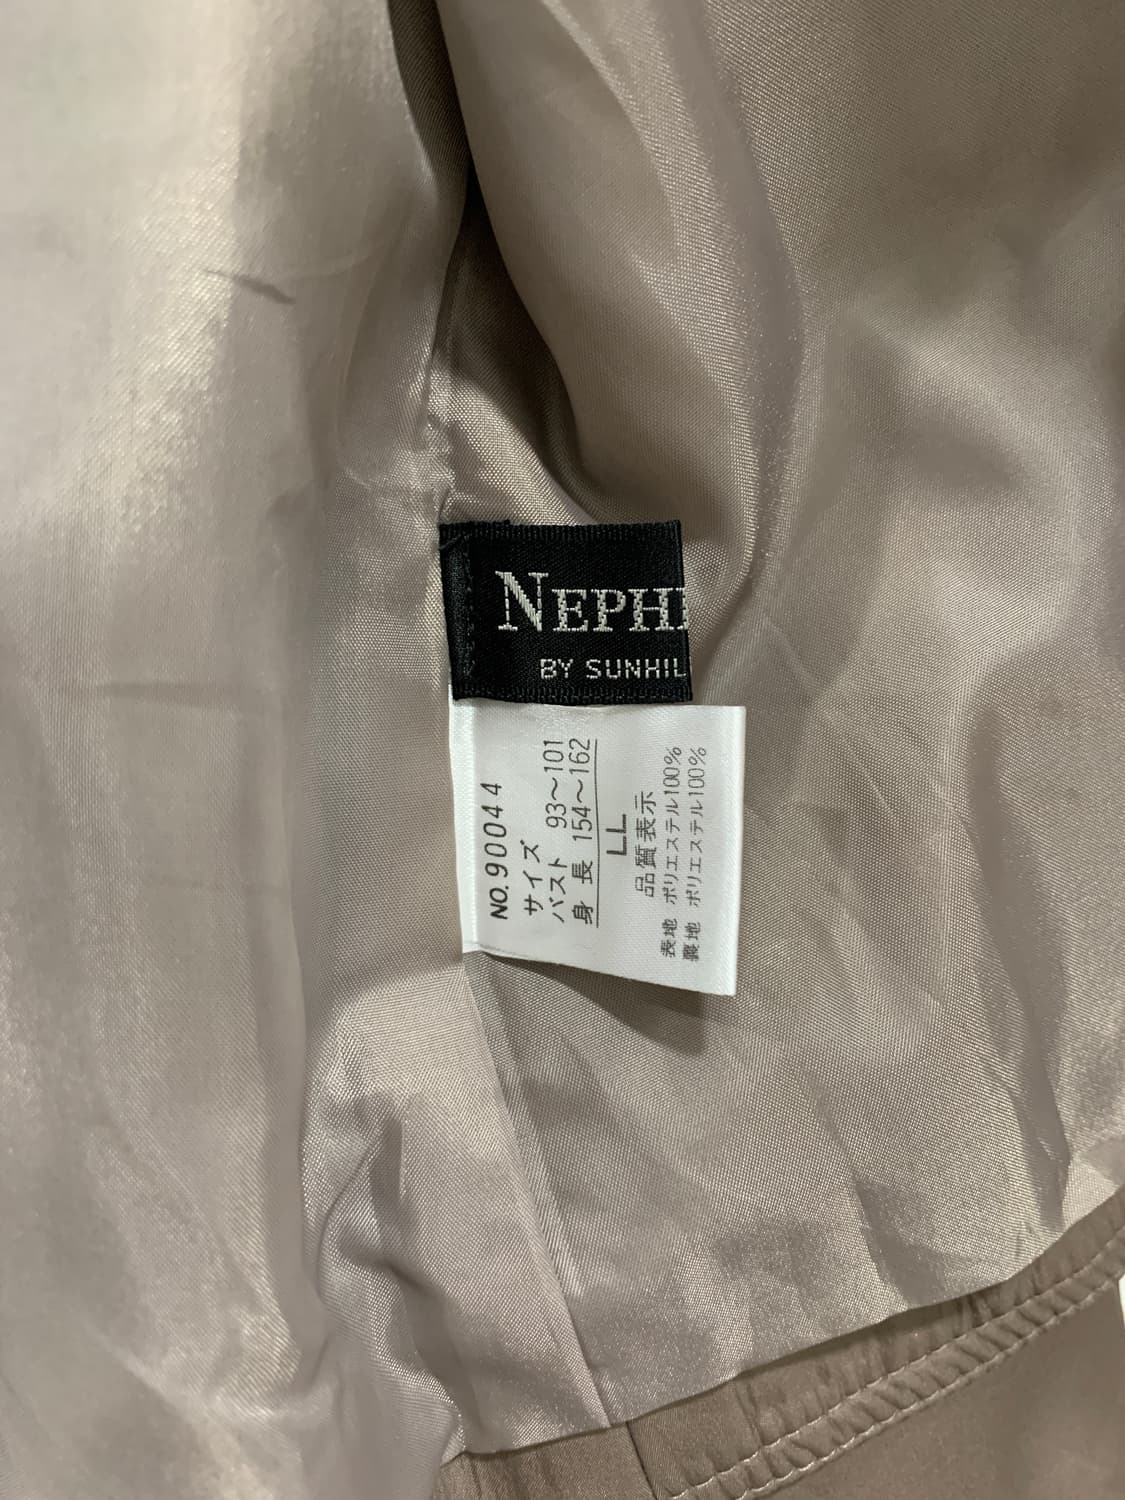 NEPH
BY SUNHIL
NO.90044
サイズ
バスト 93〜101
身長 154〜162
LL
品質表示
表地 ポリエステル100%
裏地 ポリエステル100%